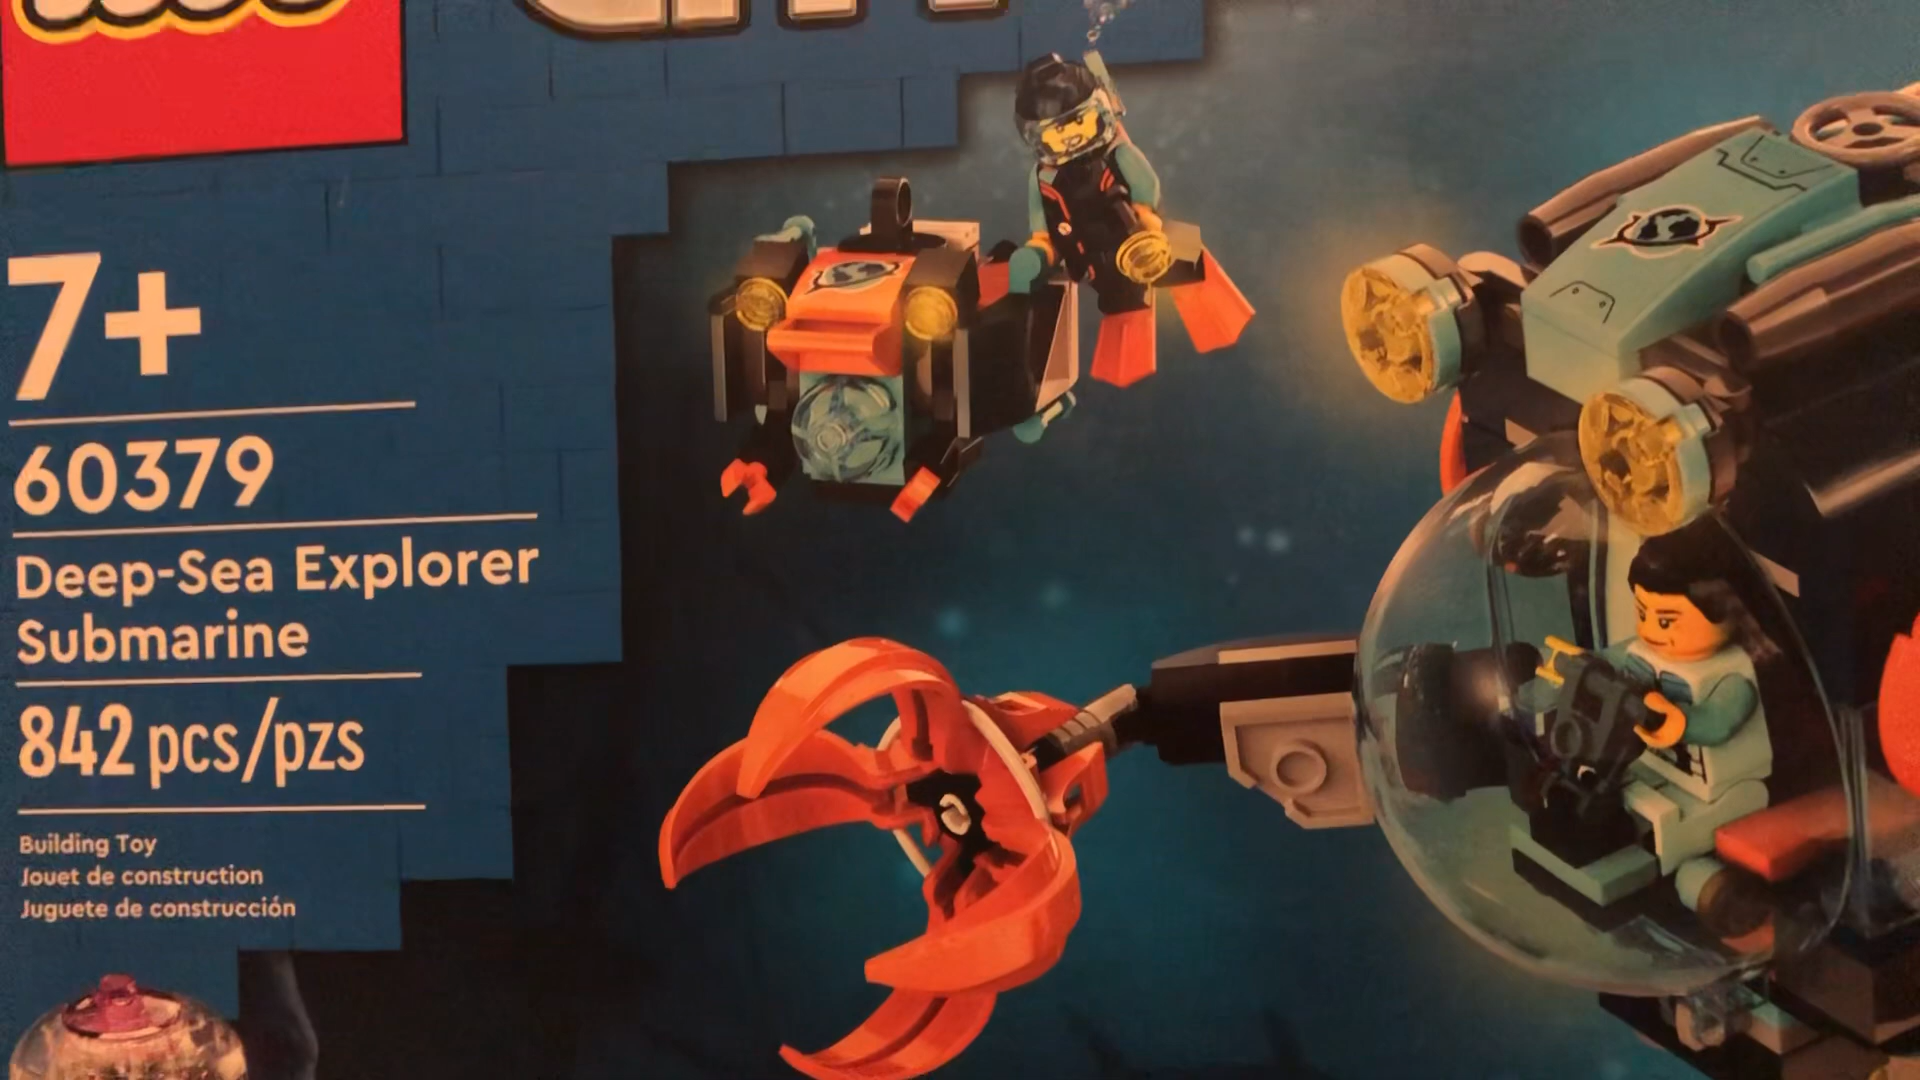 7+
60379
Deep-Sea Explorer
Submarine
842 pcs/pzs
Building Toy
Jouet de construction
Juguete de construcción